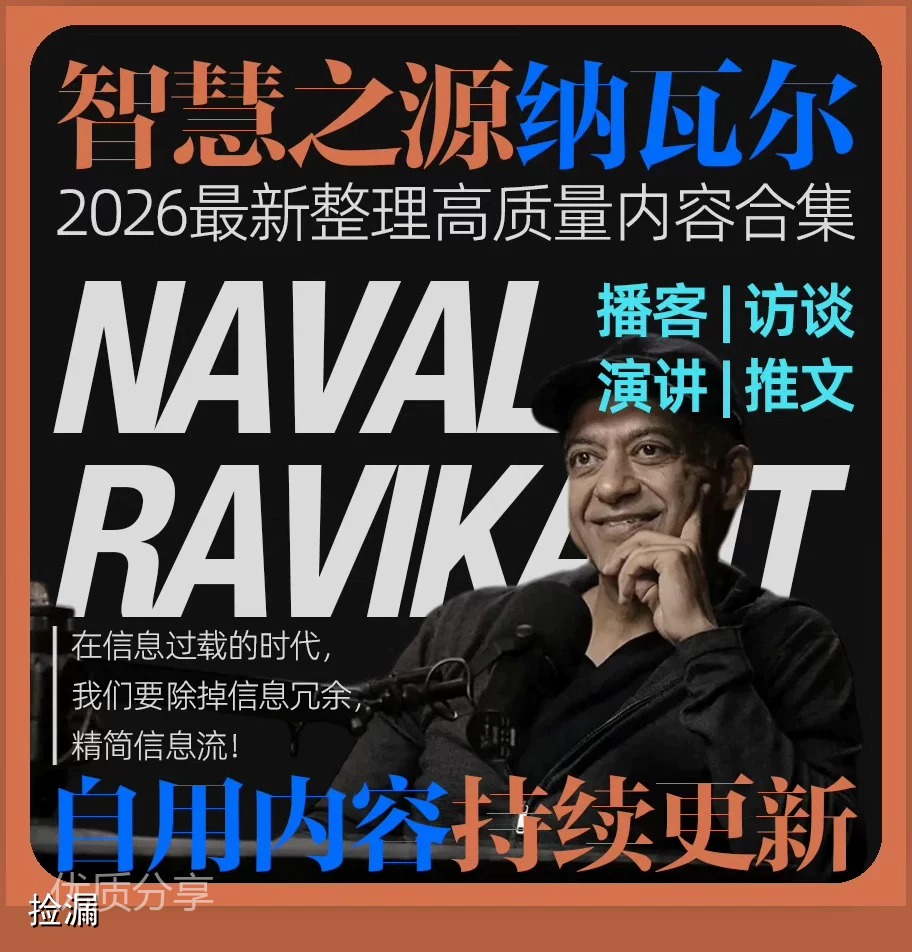 智慧之源纳瓦尔
2026最新整理高质量内容合集
播客|访谈
演讲|推文
NAVAL
RAVIKANT
在信息过载的时代，
我们要除掉信息冗余，
精简信息流！
自用内容持续更新
优质分享
捡漏